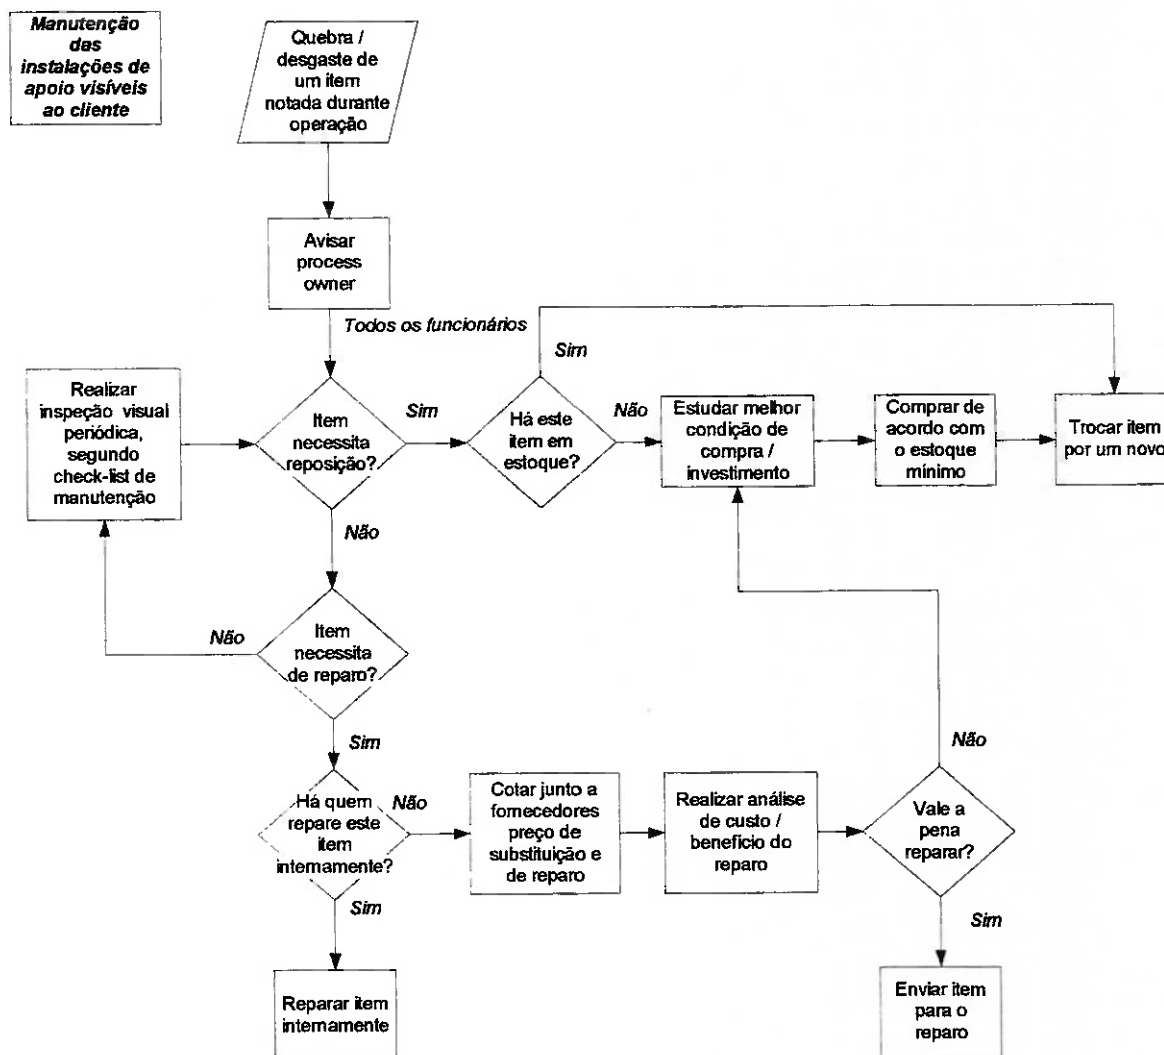 Manutenção
das
instalações de
apoio visíveis
ao cliente
Quebra /
desgaste de
um item
notada durante
operação
Avisar
process
owner
Todos os funcionários
Sim
Realizar
inspeção visual
periódica,
segundo
check-list de
manutenção
Item
necessita
reposição?
Sim
Há este
item em
estoque?
Não
Estudar melhor
condição de
compra /
investimento
Comprar de
acordo com
o estoque
mínimo
Trocar item
por um novo
Não
Não
Item
necessita
de reparo?
Sim
Não
Há quem
repare este
item
internamente?
Não
Cotar junto a
fornecedores
preço de
substituição e
de reparo
Realizar análise
de custo /
benefício do
reparo
Vale a
pena
reparar?
Sim
Sim
Reparar item
internamente
Enviar item
para o
reparo